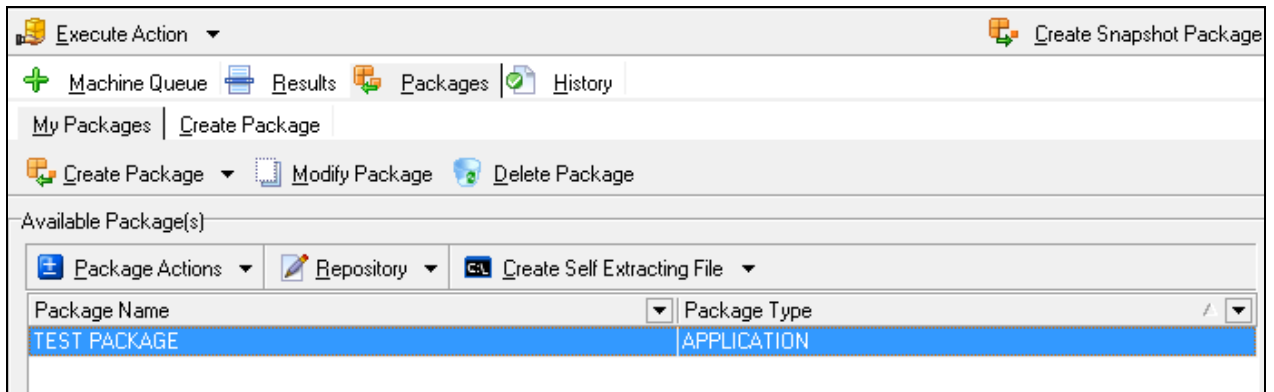 Execute Action Create Snapshot Package
Machine Queue Results Packages History
My Packages Create Package
Create Package Modify Package Delete Package
Available Package(s)
Package Actions Repository C:\ Create Self Extracting File
Package Name Package Type
TEST PACKAGE APPLICATION